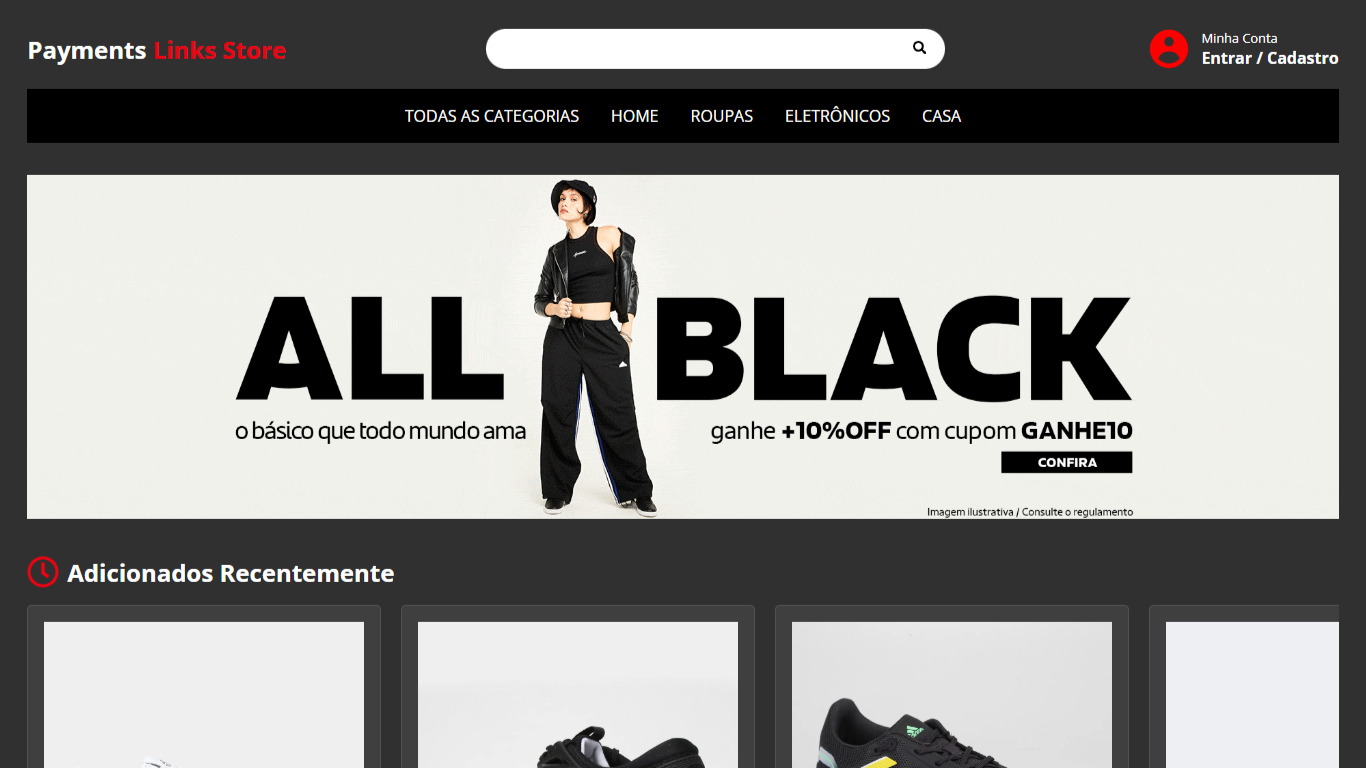 Payments Links Store
Minha Conta
Entrar / Cadastro
TODAS AS CATEGORIAS HOME ROUPAS ELETRÔNICOS CASA
ALL BLACK
o básico que todo mundo ama
ganhe +10%OFF com cupom GANHE10
CONFIRA
Imagem ilustrativa / Consulte o regulamento
Adicionados Recentemente